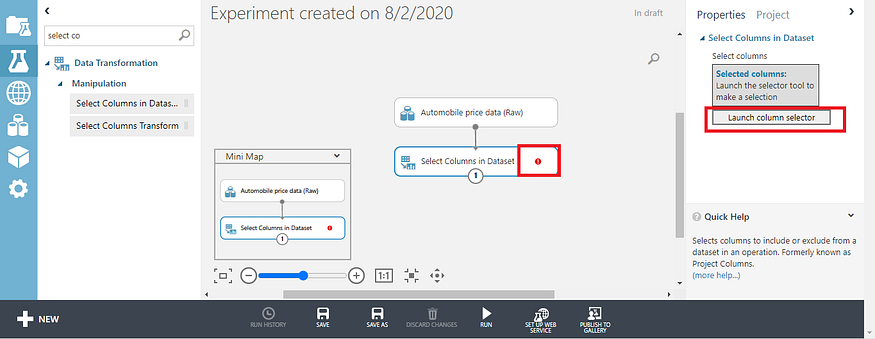 Experiment created on 8/2/2020
In draft
Properties Project
select co
Data Transformation
Manipulation
Select Columns in Datas...
Select Columns Transform
Automobile price data (Raw)
Select Columns in Dataset
1
Mini Map
Automobile price data (Raw)
Select Columns in Dataset
1
1:1
Select Columns in Dataset
Select columns
Selected columns:
Launch the selector tool to
make a selection
Launch column selector
Quick Help
Selects columns to include or exclude from a
dataset in an operation. Formerly known as
Project Columns.
(more help...)
NEW
RUN HISTORY
SAVE
SAVE AS
DISCARD CHANGES
RUN
SET UP WEB
SERVICE
PUBLISH TO
GALLERY